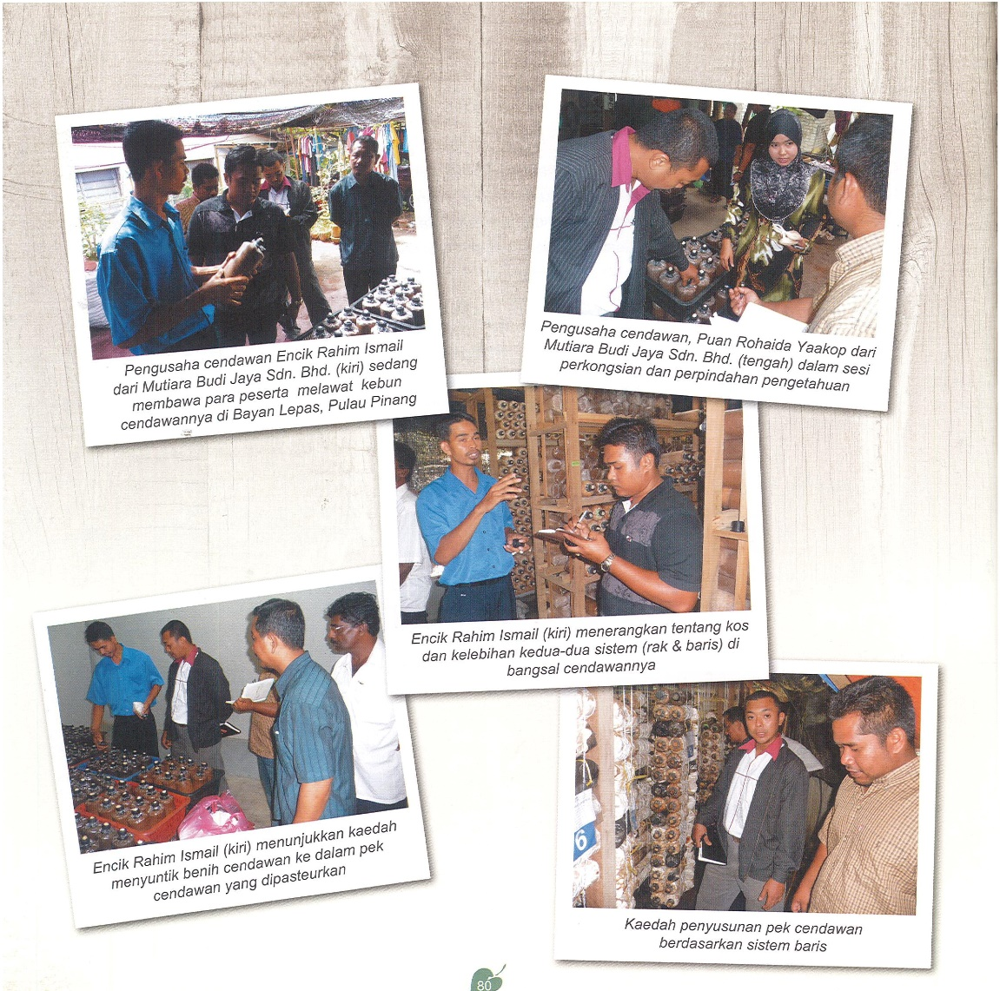 Pengusaha cendawan Encik Rahim Ismail
dari Mutiara Budi Jaya Sdn. Bhd. (kiri) sedang
membawa para peserta melawat kebun
cendawannya di Bayan Lepas, Pulau Pinang
Pengusaha cendawan, Puan Rohaida Yaakop dari
Mutiara Budi Jaya Sdn. Bhd. (tengah) dalam sesi
perkongsian dan perpindahan pengetahuan
Encik Rahim Ismail (kiri) menerangkan tentang kos
dan kelebihan kedua-dua sistem (rak & baris) di
bangsal cendawannya
Encik Rahim Ismail (kiri) menunjukkan kaedah
menyuntik benih cendawan ke dalam pek
cendawan yang dipasteurkan
6
Kaedah penyusunan pek cendawan
berdasarkan sistem baris
80